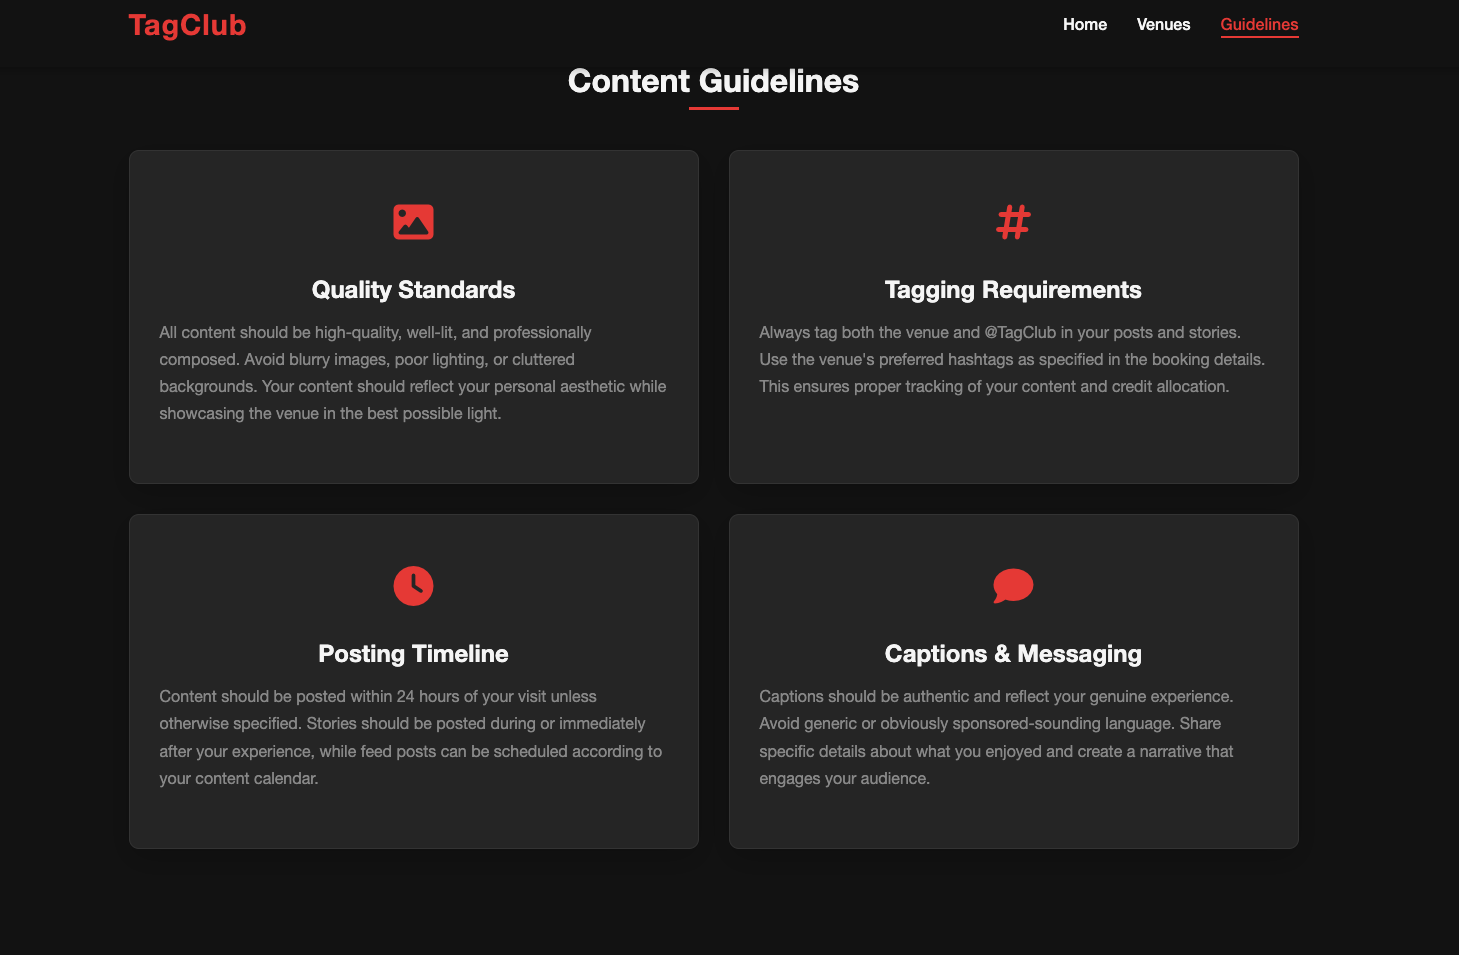 TagClub
Home
Venues
Guidelines
Content Guidelines
Quality Standards
All content should be high-quality, well-lit, and professionally
composed. Avoid blurry images, poor lighting, or cluttered
backgrounds. Your content should reflect your personal aesthetic while
showcasing the venue in the best possible light.
Tagging Requirements
Always tag both the venue and @TagClub in your posts and stories.
Use the venue's preferred hashtags as specified in the booking details.
This ensures proper tracking of your content and credit allocation.
Posting Timeline
Content should be posted within 24 hours of your visit unless
otherwise specified. Stories should be posted during or immediately
after your experience, while feed posts can be scheduled according to
your content calendar.
Captions & Messaging
Captions should be authentic and reflect your genuine experience.
Avoid generic or obviously sponsored-sounding language. Share
specific details about what you enjoyed and create a narrative that
engages your audience.